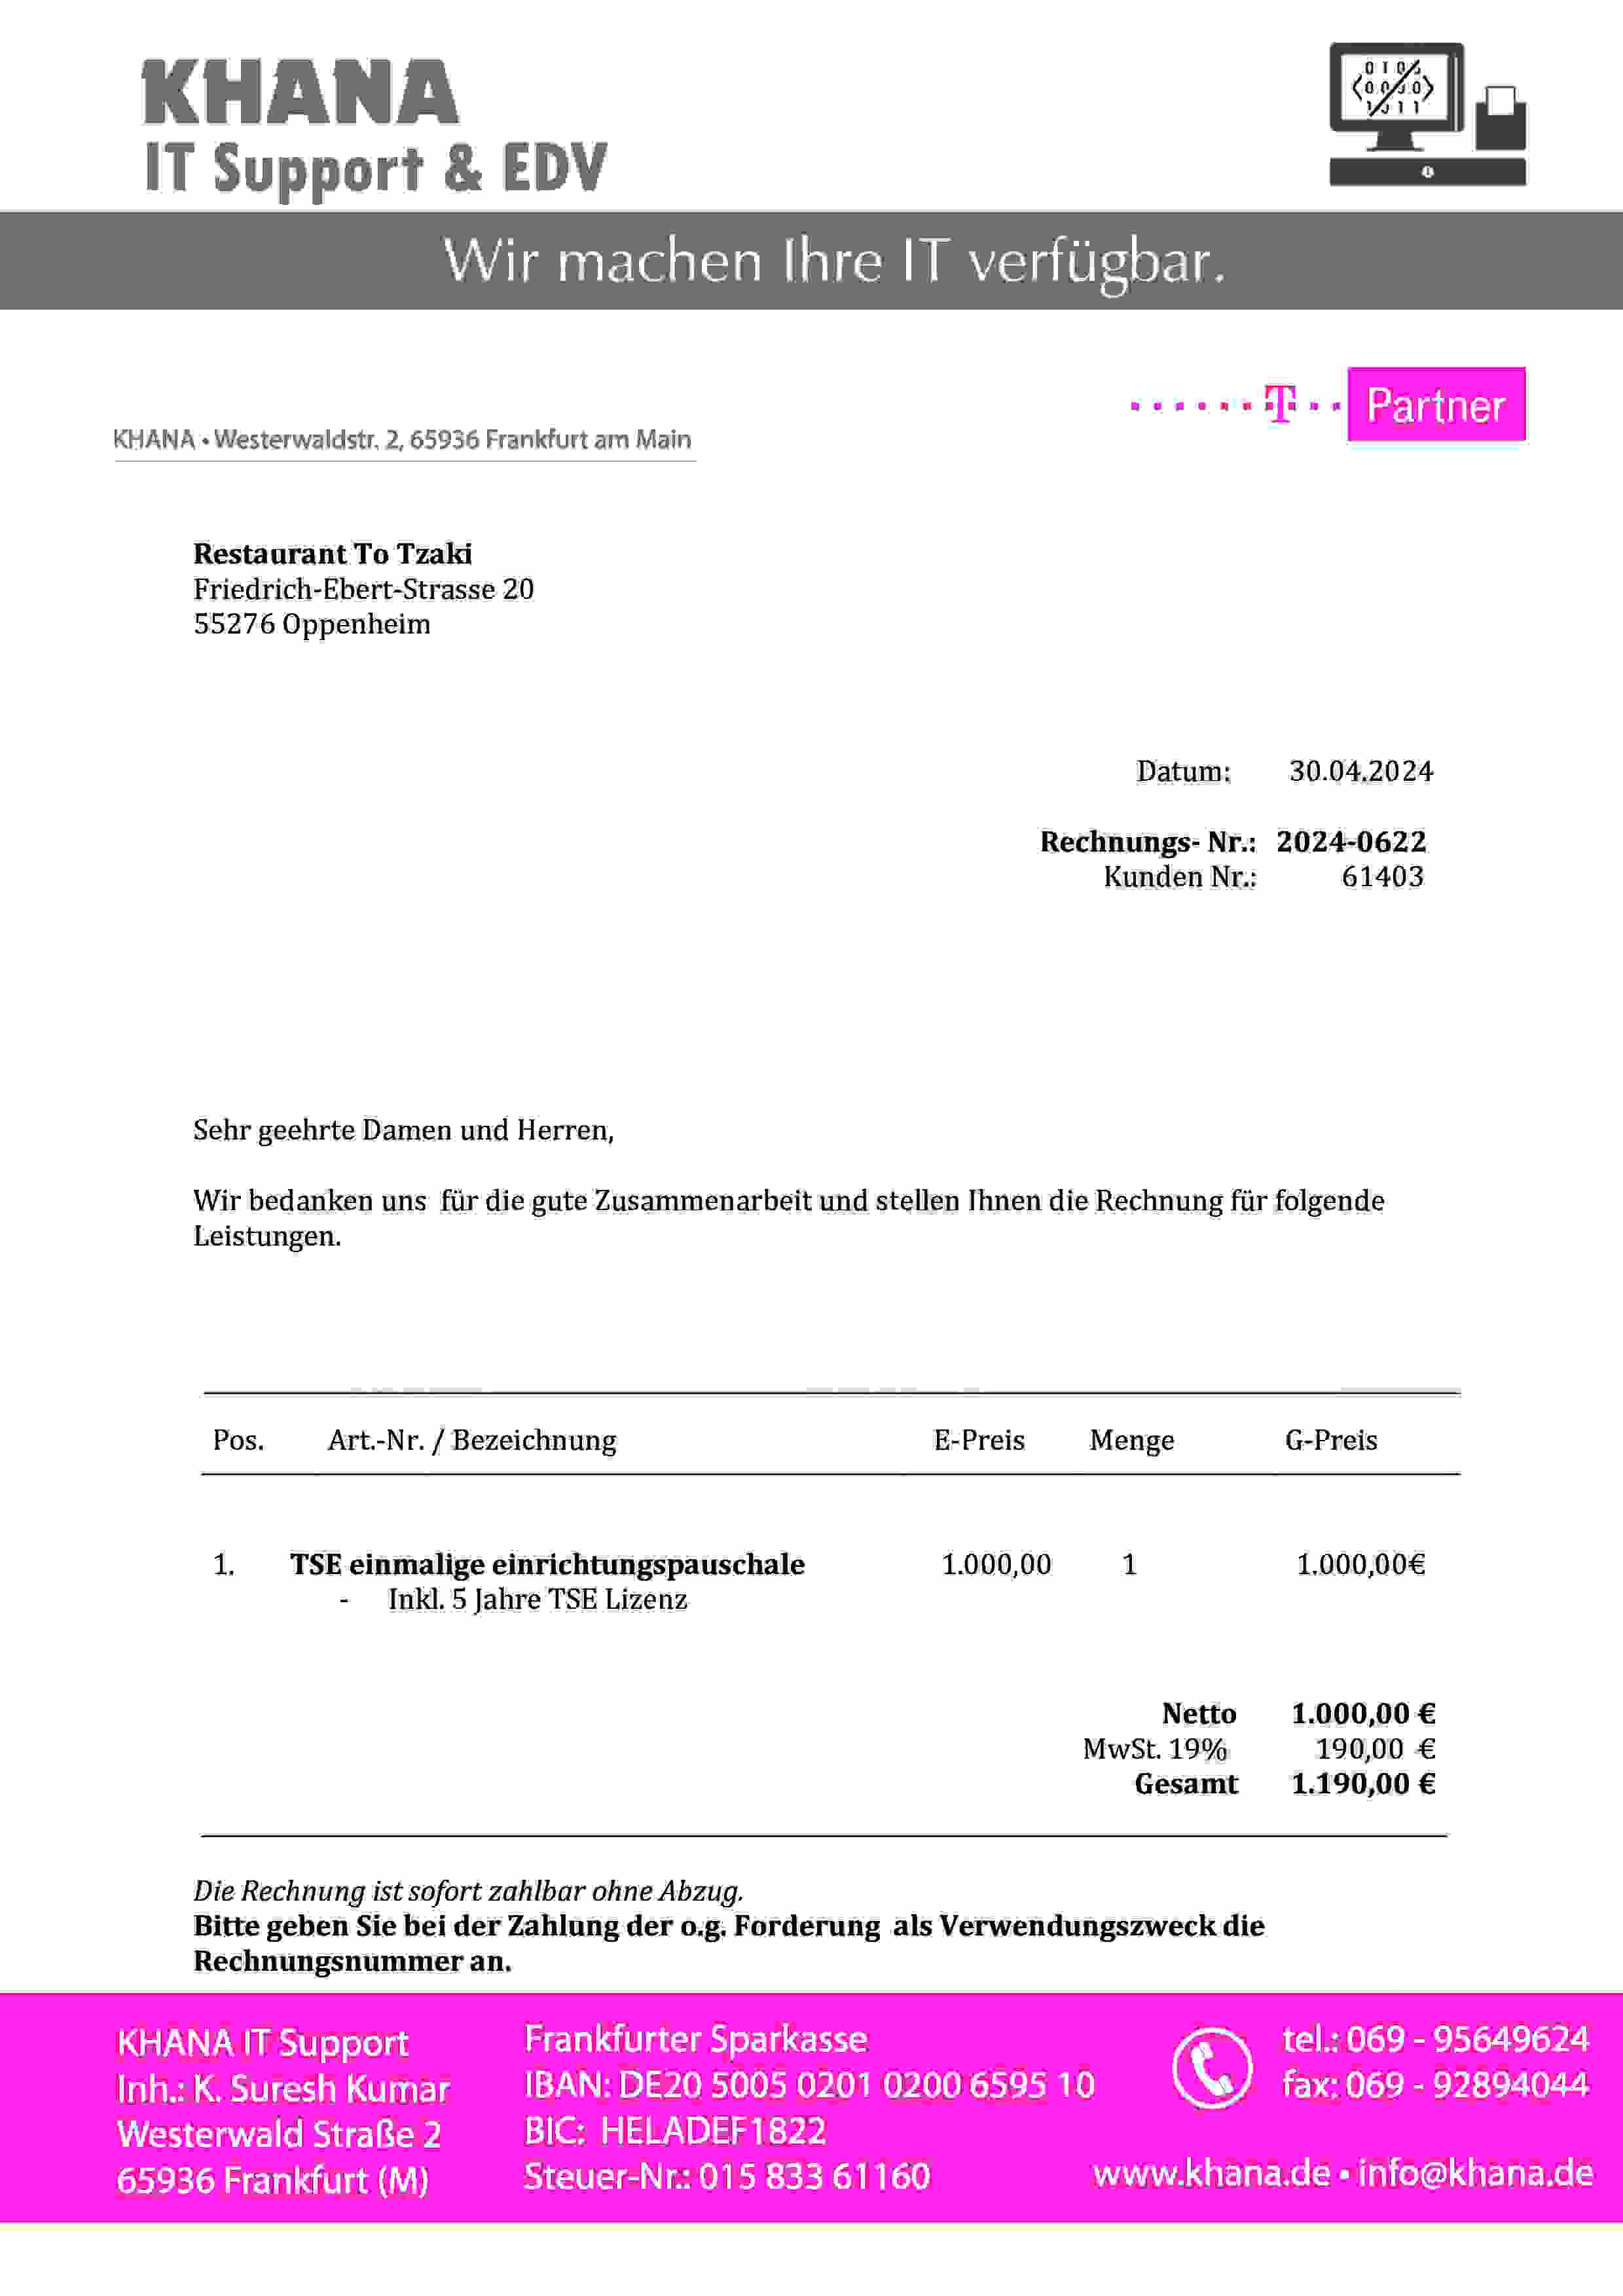 KHANA
IT Support & EDV
Wir machen Ihre IT verfügbar.
T Partner
KHANA • Westerwaldstr. 2, 65936 Frankfurt am Main
Restaurant To Tzaki
Friedrich-Ebert-Strasse 20
55276 Oppenheim
Datum: 30.04.2024
Rechnungs- Nr.: 2024-0622
Kunden Nr.: 61403
Sehr geehrte Damen und Herren,
Wir bedanken uns für die gute Zusammenarbeit und stellen Ihnen die Rechnung für folgende
Leistungen.
Pos. Art.-Nr. / Bezeichnung E-Preis Menge G-Preis
1. TSE einmalige einrichtungspauschale 1.000,00 1 1.000,00€
- Inkl. 5 Jahre TSE Lizenz
Netto 1.000,00 €
MwSt. 19% 190,00 €
Gesamt 1.190,00 €
Die Rechnung ist sofort zahlbar ohne Abzug.
Bitte geben Sie bei der Zahlung der o.g. Forderung als Verwendungszweck die
Rechnungsnummer an.
KHANA IT Support
Inh.: K. Suresh Kumar
Westerwald Straße 2
65936 Frankfurt (M)
Frankfurter Sparkasse
IBAN: DE20 5005 0201 0200 6595 10
BIC: HELADEF1822
Steuer-Nr.: 015 833 61160
tel.: 069 - 95649624
fax: 069 - 92894044
www.khana.de • info@khana.de